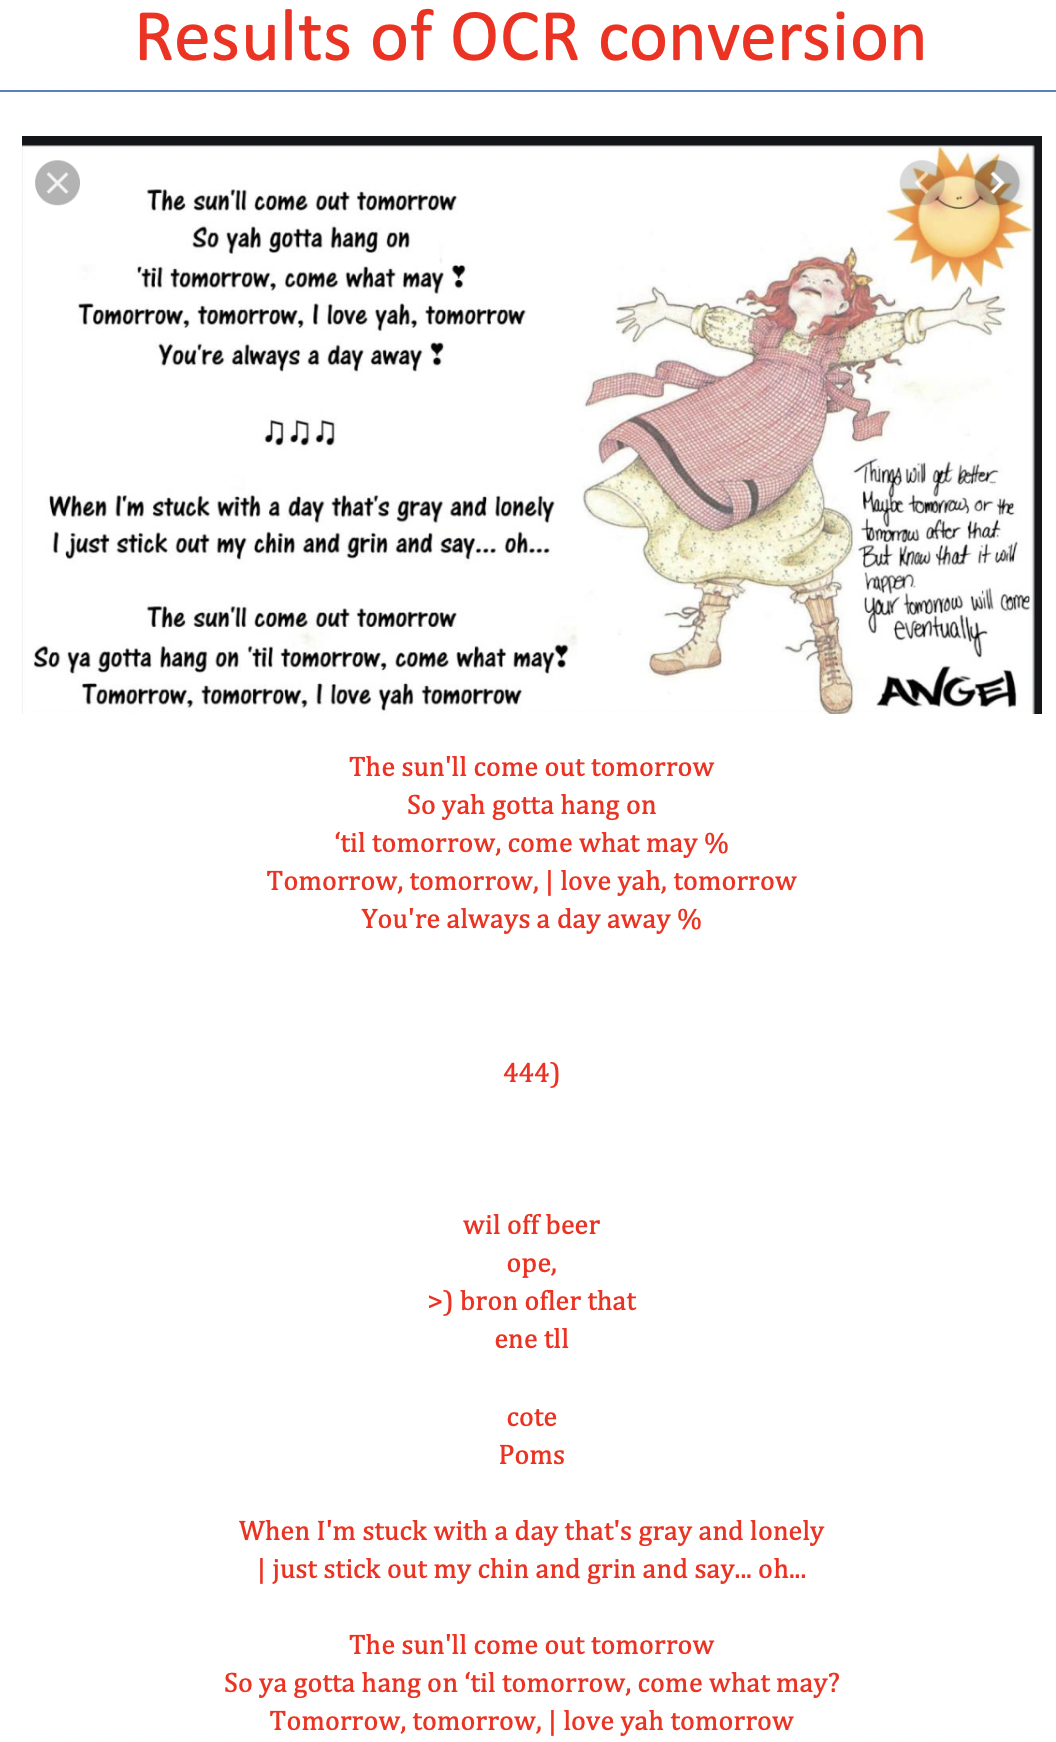 Results of OCR conversion
The sun'll come out tomorrow
So yah gotta hang on
'til tomorrow, come what may ❣
Tomorrow, tomorrow, I love yah, tomorrow
You're always a day away ❣
♫♫♫
When I'm stuck with a day that's gray and lonely
I just stick out my chin and grin and say... oh...
The sun'll come out tomorrow
So ya gotta hang on 'til tomorrow, come what may❣
Tomorrow, tomorrow, I love yah tomorrow
Things will get better.
Maybe tomorrow, or the
tomorrow after that.
But know that it will
happen.
your tomorrow will come
eventually
ANGEl
The sun'll come out tomorrow
So yah gotta hang on
‘til tomorrow, come what may %
Tomorrow, tomorrow, | love yah, tomorrow
You're always a day away %
444)
wil off beer
ope,
>) bron ofler that
ene tll
cote
Poms
When I'm stuck with a day that's gray and lonely
| just stick out my chin and grin and say... oh...
The sun'll come out tomorrow
So ya gotta hang on ‘til tomorrow, come what may?
Tomorrow, tomorrow, | love yah tomorrow